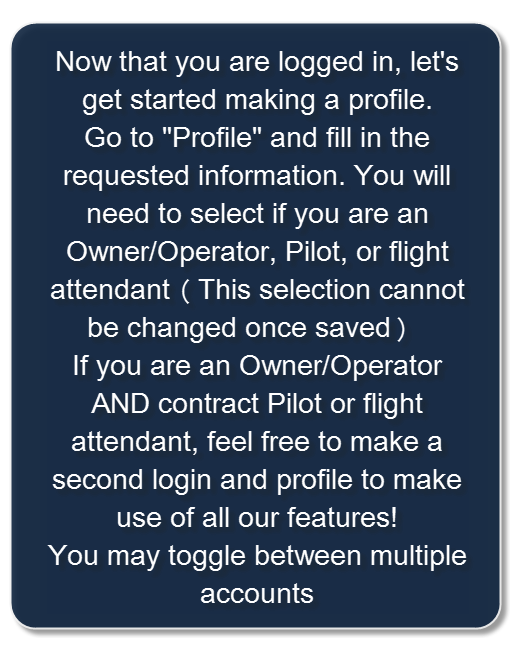 Now that you are logged in, let's
get started making a profile.
Go to "Profile" and fill in the
requested information. You will
need to select if you are an
Owner/Operator, Pilot, or flight
attendant ( This selection cannot
be changed once saved )
If you are an Owner/Operator
AND contract Pilot or flight
attendant, feel free to make a
second login and profile to make
use of all our features!
You may toggle between multiple
accounts